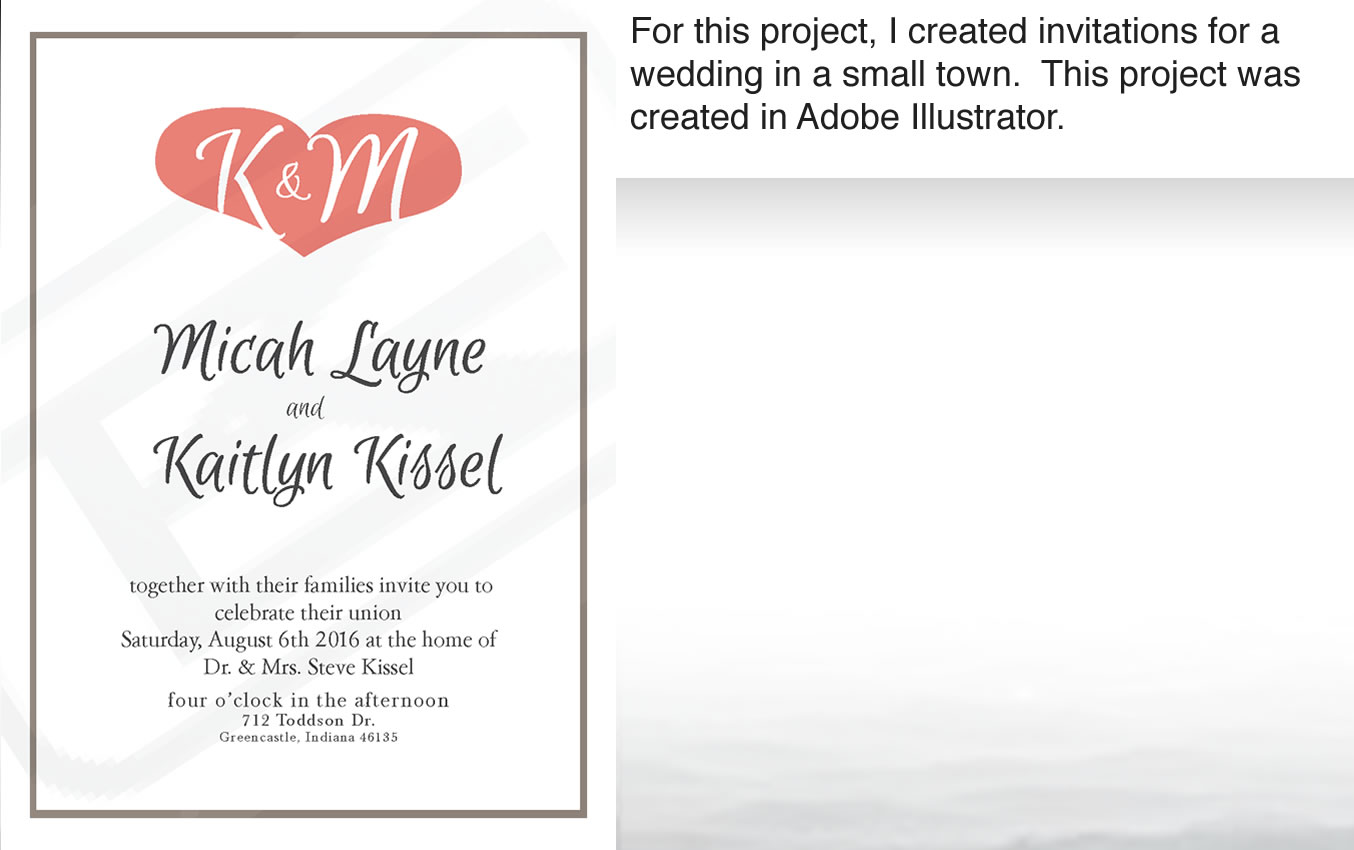 K & M
Micah Layne
and
Kaitlyn Kissel
together with their families invite you to
celebrate their union
Saturday, August 6th 2016 at the home of
Dr. & Mrs. Steve Kissel
four o’clock in the afternoon
712 Toddson Dr.
Greencastle, Indiana 46135
For this project, I created invitations for a
wedding in a small town.  This project was
created in Adobe Illustrator.